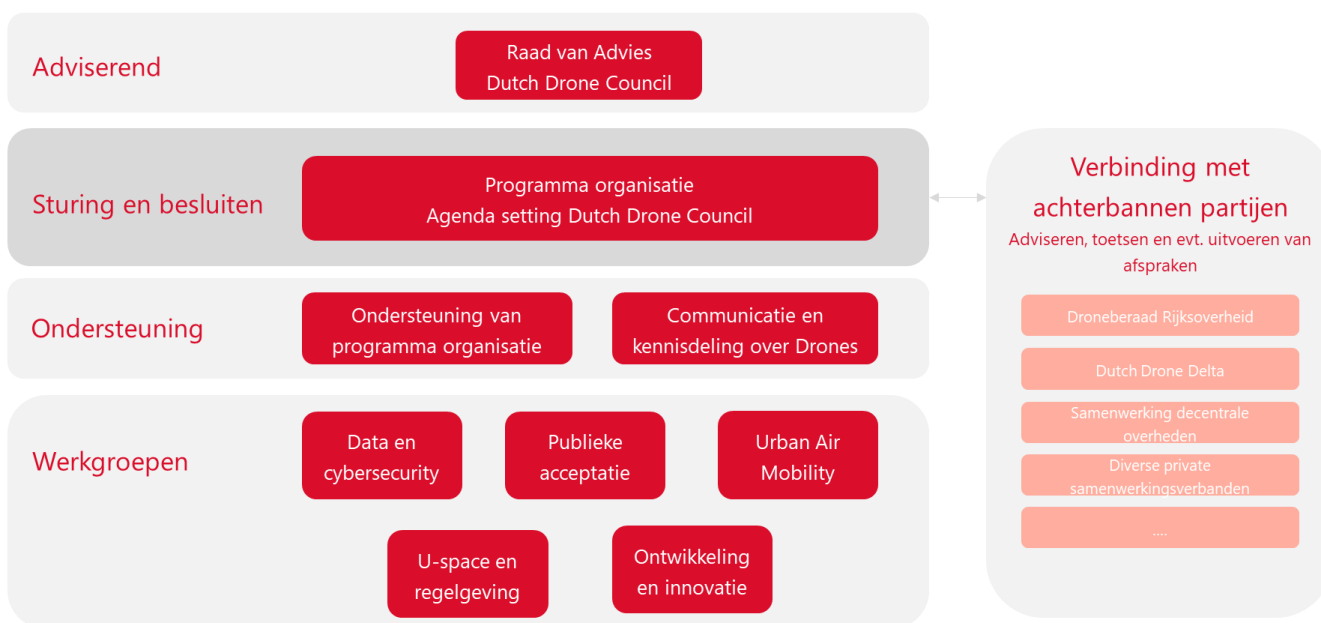 Adviserend
Raad van Advies
Dutch Drone Council
Sturing en besluiten
Programma organisatie
Agenda setting Dutch Drone Council
Ondersteuning
Ondersteuning van
programma organisatie
Communicatie en
kennisdeling over Drones
Werkgroepen
Data en
cybersecurity
Publieke
acceptatie
Urban Air
Mobility
U-space en
regelgeving
Ontwikkeling
en innovatie
Verbinding met
achterbannen partijen
Adviseren, toetsen en evt. uitvoeren van
afspraken
Droneberaad Rijksoverheid
Dutch Drone Delta
Samenwerking decentrale
overheden
Diverse private
samenwerkingsverbanden
....